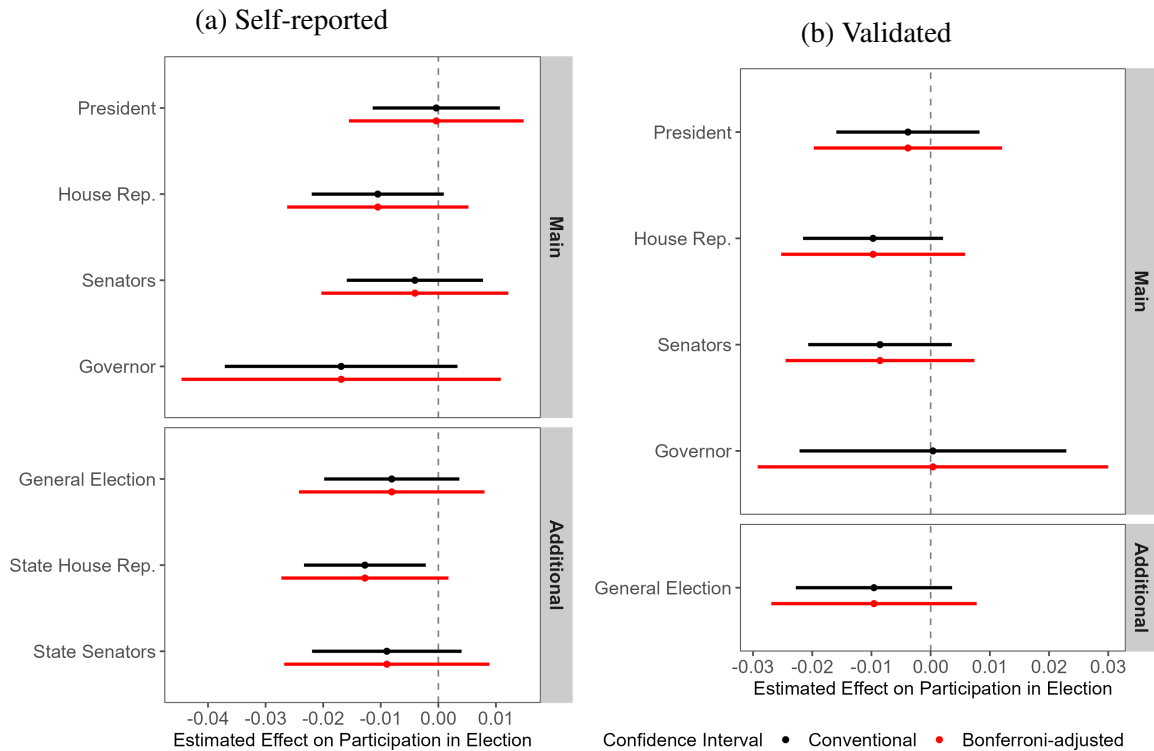 (a) Self-reported
President
House Rep.
Senators
Governor
Main
General Election
State House Rep.
State Senators
Additional
-0.04 -0.03 -0.02 -0.01 0.00 0.01
Estimated Effect on Participation in Election
(b) Validated
President
House Rep.
Senators
Governor
Main
General Election
Additional
-0.03 -0.02 -0.01 0.00 0.01 0.02 0.03
Estimated Effect on Participation in Election
Confidence Interval Conventional Bonferroni-adjusted